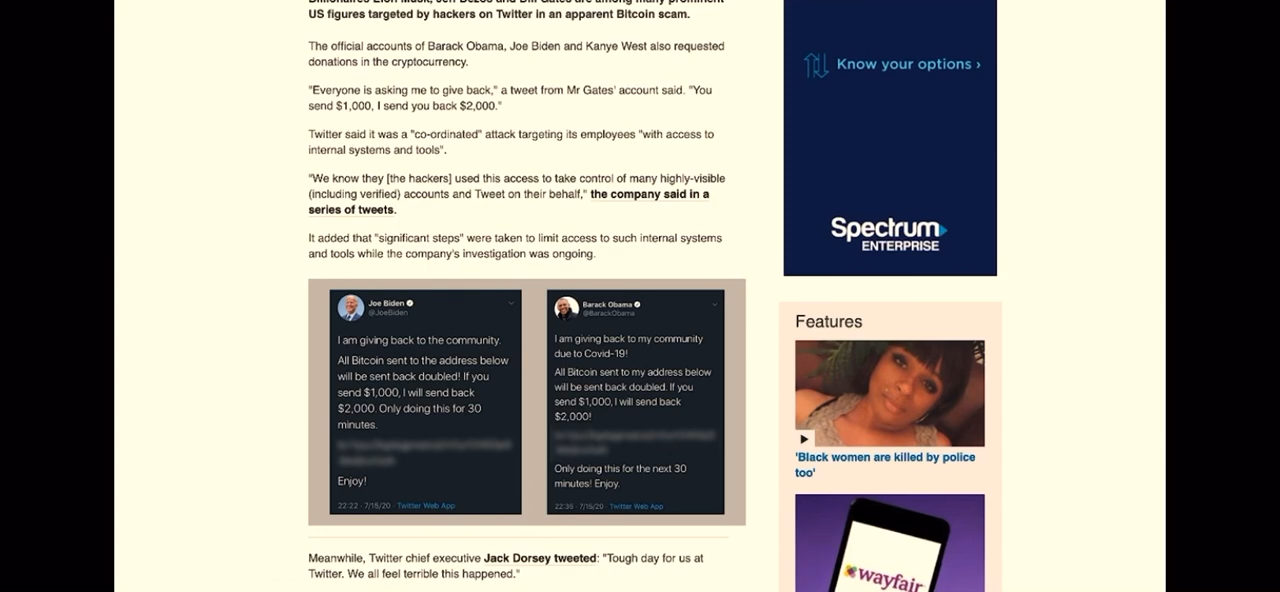 Billionaires Elon Musk, Jeff Bezos and Bill Gates are among many prominent
US figures targeted by hackers on Twitter in an apparent Bitcoin scam.
The official accounts of Barack Obama, Joe Biden and Kanye West also requested
donations in the cryptocurrency.
"Everyone is asking me to give back," a tweet from Mr Gates' account said. "You
send $1,000, I send you back $2,000."
Twitter said it was a "co-ordinated" attack targeting its employees "with access to
internal systems and tools".
"We know they [the hackers] used this access to take control of many highly-visible
(including verified) accounts and Tweet on their behalf," the company said in a
series of tweets.
It added that "significant steps" were taken to limit access to such internal systems
and tools while the company's investigation was ongoing.
Joe Biden
@JoeBiden
I am giving back to the community.
All Bitcoin sent to the address below
will be sent back doubled! If you
send $1,000, I will send back
$2,000. Only doing this for 30
minutes.
Enjoy!
22:22 · 7/15/20 · Twitter Web App
Barack Obama
@BarackObama
I am giving back to my community
due to Covid-19!
All Bitcoin sent to my address below
will be sent back doubled. If you
send $1,000, I will send back
$2,000!
Only doing this for the next 30
minutes! Enjoy.
22:35 · 7/15/20 · Twitter Web App
Meanwhile, Twitter chief executive Jack Dorsey tweeted: "Tough day for us at
Twitter. We all feel terrible this happened."
Know your options ›
Spectrum
ENTERPRISE
Features
'Black women are killed by police
too'
wayfair